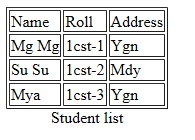 Name Roll Address
Mg Mg 1cst-1 Ygn
Su Su 1cst-2 Mdy
Mya 1cst-3 Ygn
Student list